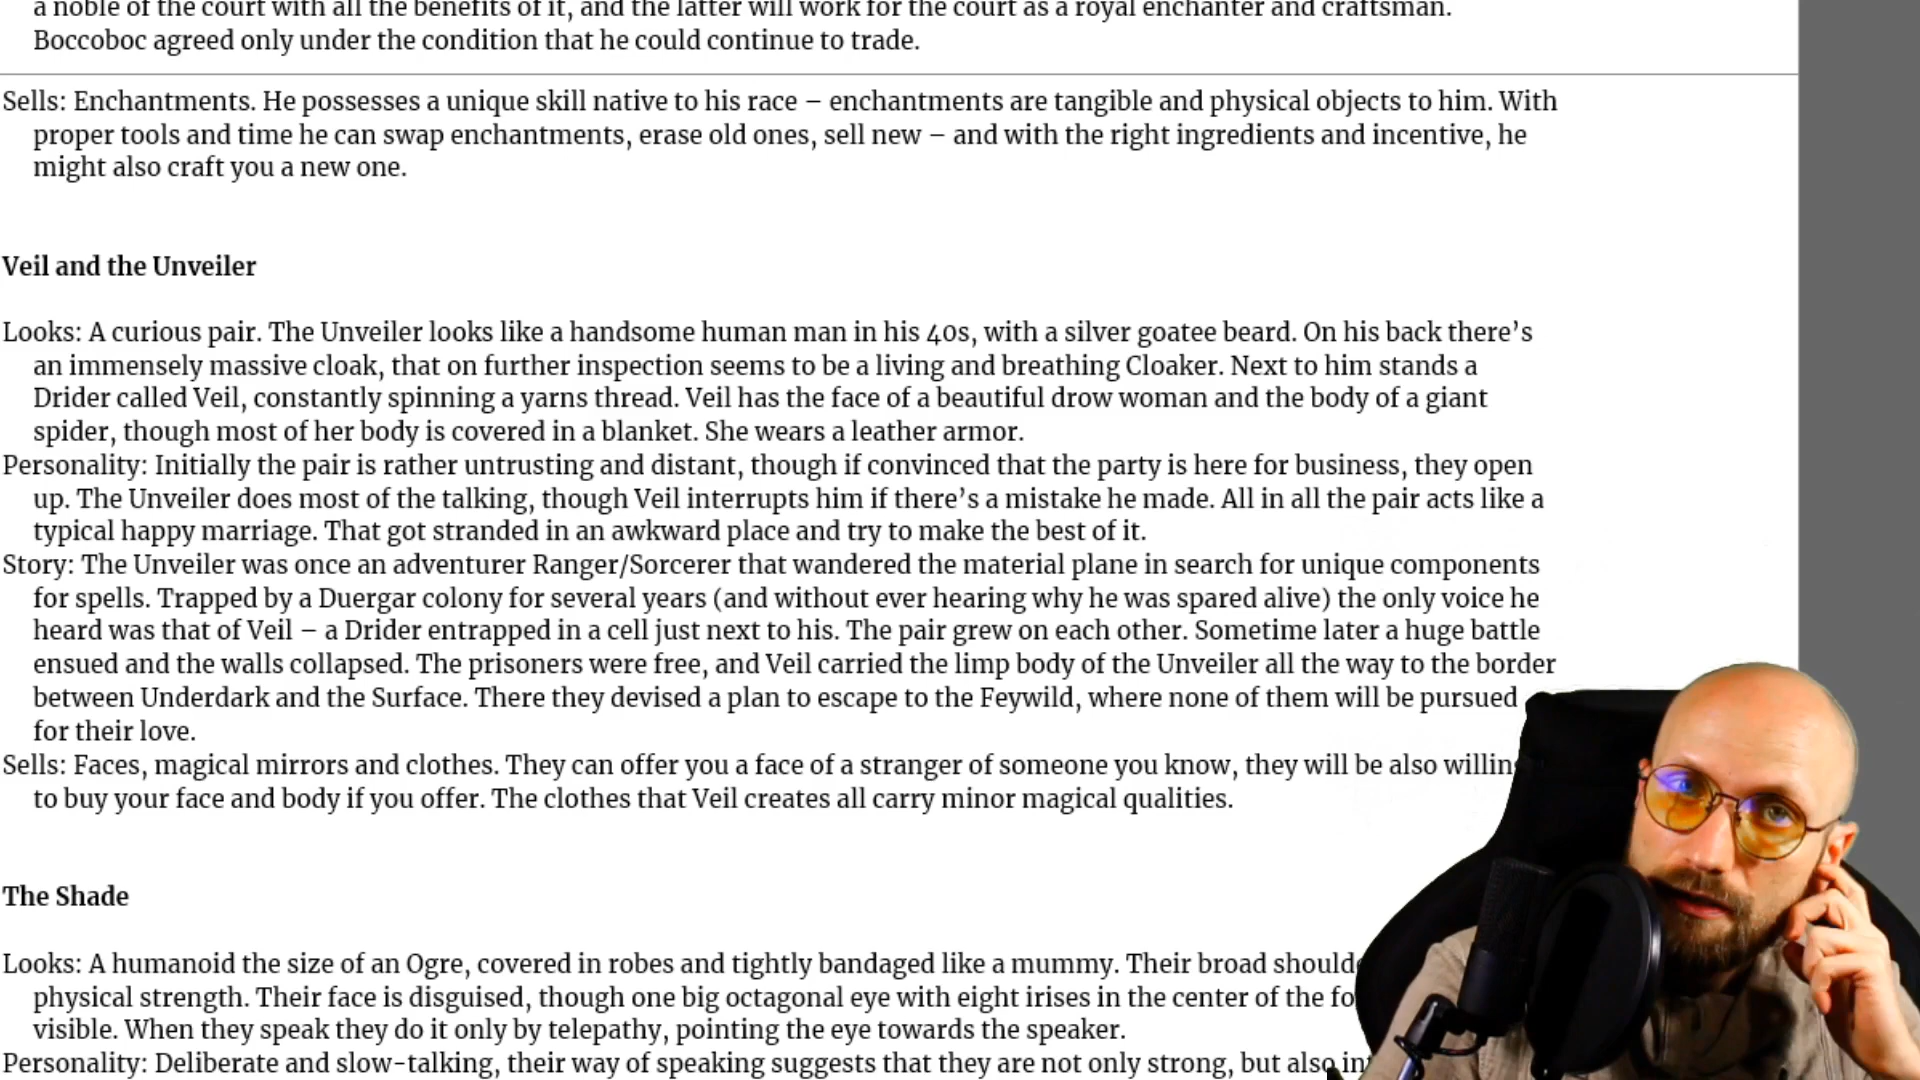 a noble of the court with all the benefits of it, and the latter will work for the court as a royal enchanter and craftsman.
Boccoboc agreed only under the condition that he could continue to trade.
Sells: Enchantments. He possesses a unique skill native to his race – enchantments are tangible and physical objects to him. With
proper tools and time he can swap enchantments, erase old ones, sell new – and with the right ingredients and incentive, he
might also craft you a new one.
Veil and the Unveiler
Looks: A curious pair. The Unveiler looks like a handsome human man in his 40s, with a silver goatee beard. On his back there’s
an immensely massive cloak, that on further inspection seems to be a living and breathing Cloaker. Next to him stands a
Drider called Veil, constantly spinning a yarns thread. Veil has the face of a beautiful drow woman and the body of a giant
spider, though most of her body is covered in a blanket. She wears a leather armor.
Personality: Initially the pair is rather untrusting and distant, though if convinced that the party is here for business, they open
up. The Unveiler does most of the talking, though Veil interrupts him if there’s a mistake he made. All in all the pair acts like a
typical happy marriage. That got stranded in an awkward place and try to make the best of it.
Story: The Unveiler was once an adventurer Ranger/Sorcerer that wandered the material plane in search for unique components
for spells. Trapped by a Duergar colony for several years (and without ever hearing why he was spared alive) the only voice he
heard was that of Veil – a Drider entrapped in a cell just next to his. The pair grew on each other. Sometime later a huge battle
ensued and the walls collapsed. The prisoners were free, and Veil carried the limp body of the Unveiler all the way to the border
between Underdark and the Surface. There they devised a plan to escape to the Feywild, where none of them will be pursued
for their love.
Sells: Faces, magical mirrors and clothes. They can offer you a face of a stranger of someone you know, they will be also
to buy your face and body if you offer. The clothes that Veil creates all carry minor magical qualities.
The Shade
Looks: A humanoid the size of an Ogre, covered in robes and tightly bandaged like a mummy. Their broad
physical strength. Their face is disguised, though one big octagonal eye with eight irises in the center of the
visible. When they speak they do it only by telepathy, pointing the eye towards the speaker.
Personality: Deliberate and slow-talking, their way of speaking suggests that they are not only strong, but also